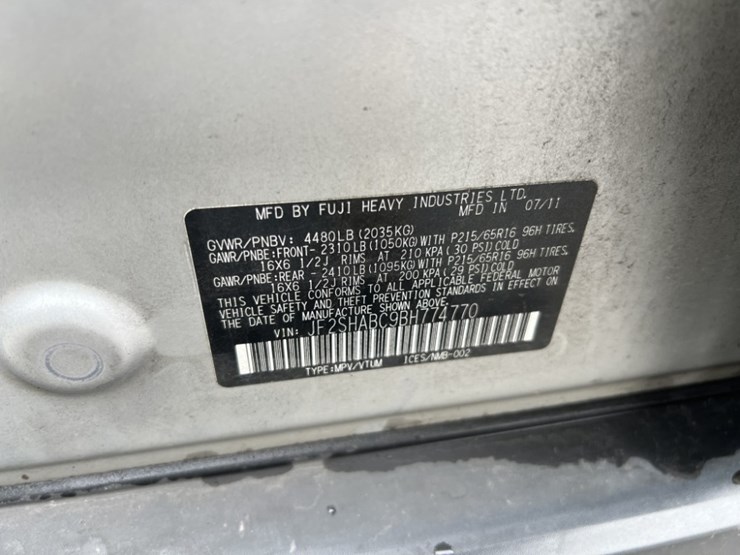 MFD BY FUJI HEAVY INDUSTRIES LTD.
MFD IN 07/11
GVWR/PNBV: 4480LB(2035KG)
GAWR/PNBE:FRONT-2310LB(1050KG)WITH P215/65R16 96H TIRES,
16X6 1/2J RIMS AT 210 KPA(30 PSI)COLD
GAWR/PNBE:REAR -2410LB(1095KG)WITH P215/65R16 96H TIRES,
16X6 1/2J RIMS AT 200 KPA(29 PSI)COLD
THIS VEHICLE CONFORMS TO ALL APPLICABLE FEDERAL MOTOR
VEHICLE SAFETY AND THEFT PREVENTION STANDARDS IN EFFECT ON
THE DATE OF MANUFACTURE SHOWN ABOVE.
VIN: JF2SHABC9BH774770
TYPE:MPV/VTUM ICES/NMB-002